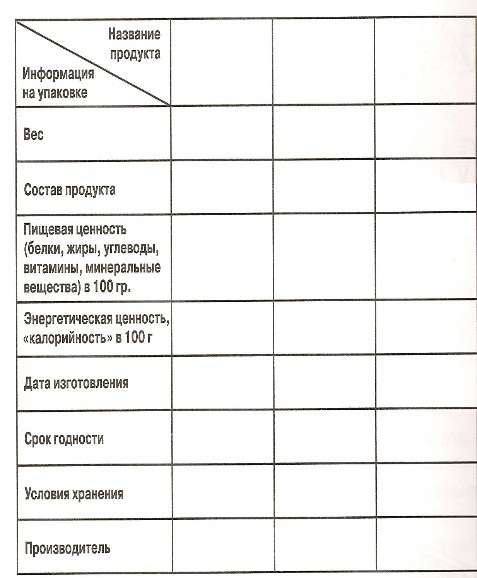 Название
продукта
Информация
на упаковке
Вес
Состав продукта
Пищевая ценность
(белки, жиры, углеводы,
витамины, минеральные
вещества) в 100 гр.
Энергетическая ценность,
«калорийность» в 100 г
Дата изготовления
Срок годности
Условия хранения
Производитель